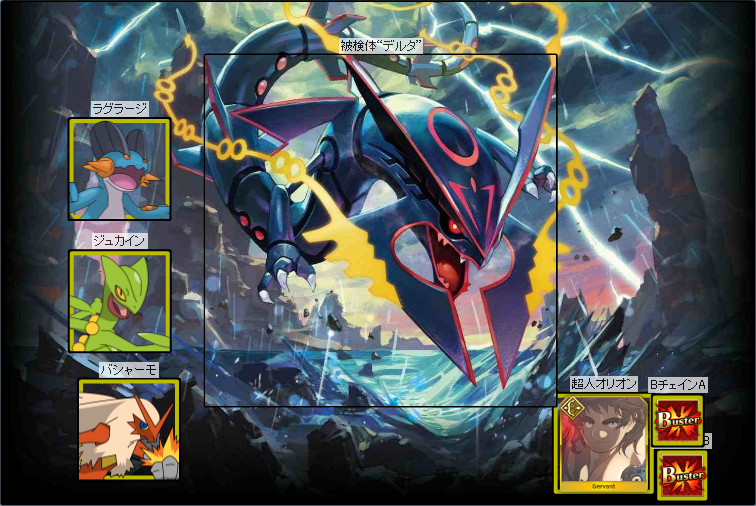 被検体“デルタ”
ラグラージ
ジュカイン
バシャーモ
超人オリオン
BチェインA
Buster
B
Buster
Servant